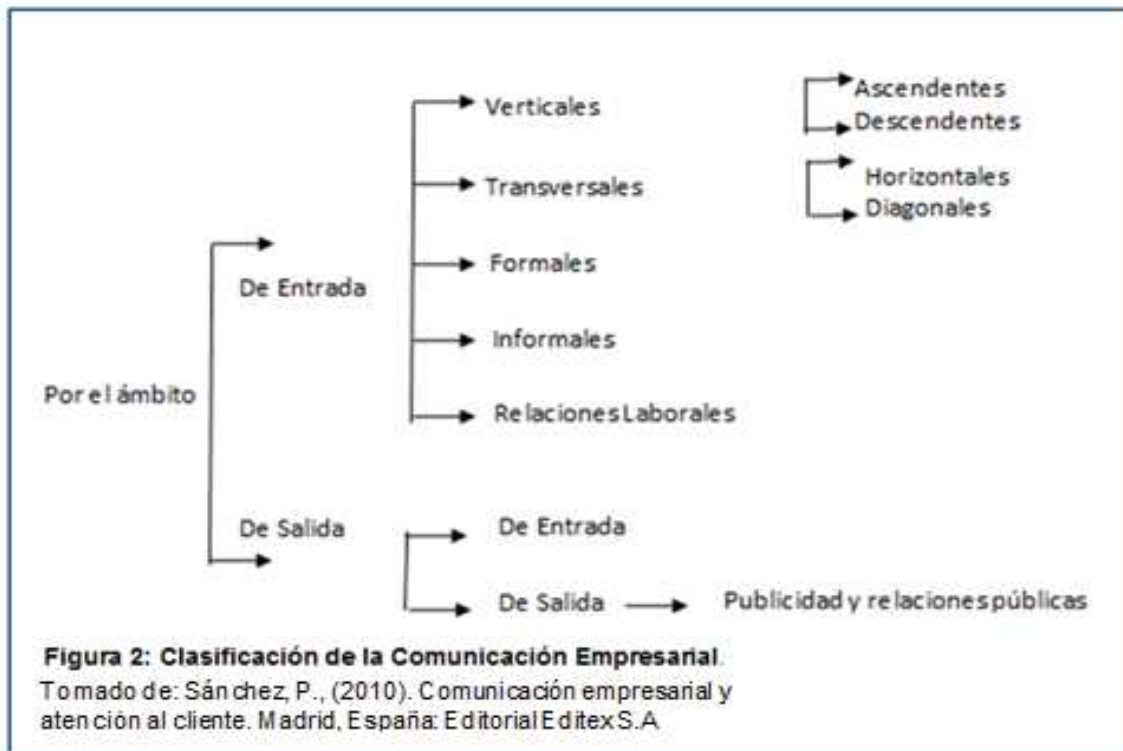 Verticales
Ascendentes
Descendentes
Transversales
Horizontales
Diagonales
De Entrada
Formales
Informales
Por el ámbito
Relaciones Laborales
De Salida
De Entrada
De Salida
Publicidad y relaciones públicas
Figura 2: Clasificación de la Comunicación Empresarial.
Tomado de: Sánchez, P., (2010). Comunicación empresarial y
atención al cliente. Madrid, España: Editorial Editex S.A